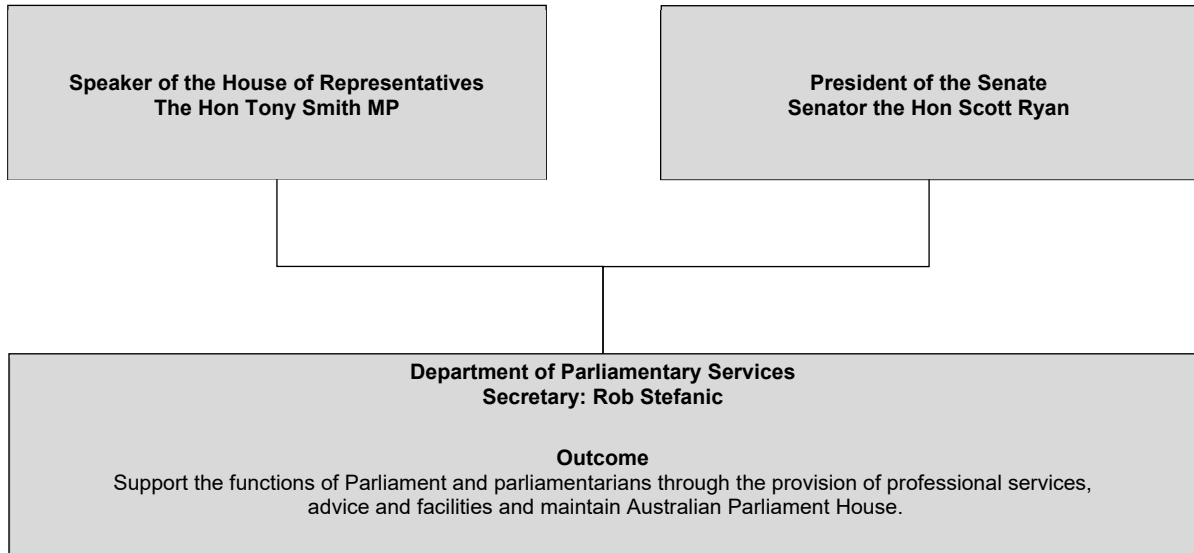 Speaker of the House of Representatives
The Hon Tony Smith MP
President of the Senate
Senator the Hon Scott Ryan
Department of Parliamentary Services
Secretary: Rob Stefanic
Outcome
Support the functions of Parliament and parliamentarians through the provision of professional services,
advice and facilities and maintain Australian Parliament House.